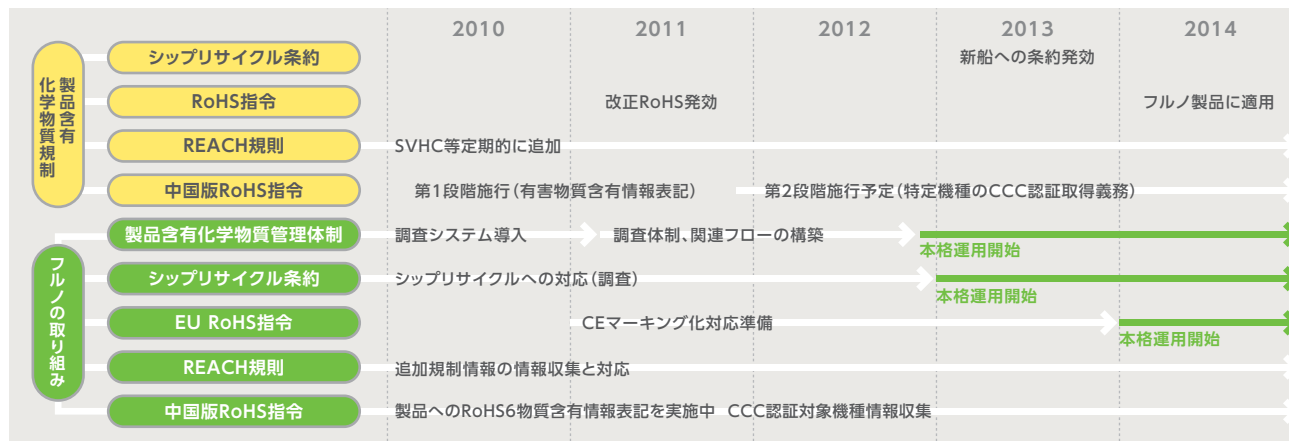 2010 2011 2012 2013 2014
製品含有
化学物質規制
シップリサイクル条約 新船への条約発効
RoHS指令 改正RoHS発効 フルノ製品に適用
REACH規則 SVHC等定期的に追加
中国版RoHS指令 第1段階施行(有害物質含有情報表記) 第2段階施行予定(特定機種のCCC認証取得義務)
フルノの取り組み
製品含有化学物質管理体制 調査システム導入 調査体制、関連フローの構築
本格運用開始
シップリサイクル条約 シップリサイクルへの対応(調査)
本格運用開始
EU RoHS指令 CEマーキング化対応準備
本格運用開始
REACH規則 追加規制情報の情報収集と対応
中国版RoHS指令 製品へのRoHS6物質含有情報表記を実施中 CCC認証対象機種情報収集